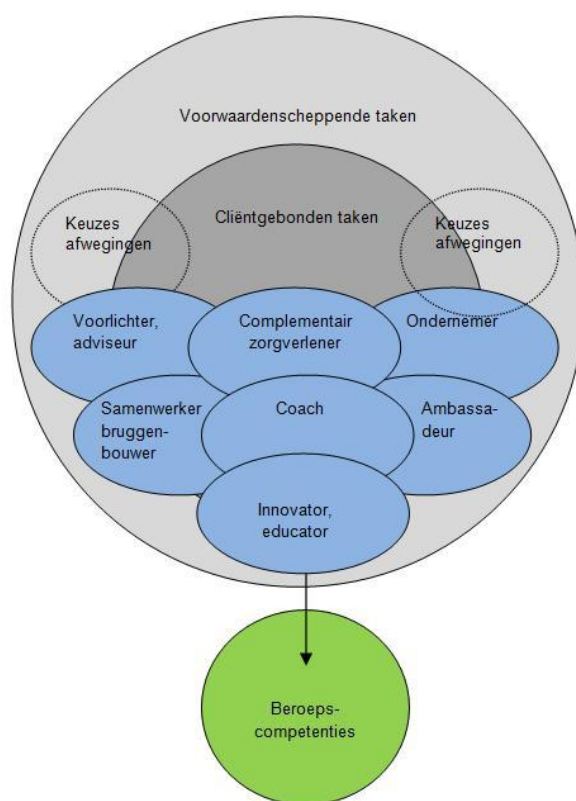 Voorwaardenscheppende taken
Keuzes
afwegingen
Cliëntgebonden taken
Keuzes
afwegingen
Voorlichter,
adviseur
Complementair
zorgverlener
Ondernemer
Samenwerker
bruggen-
bouwer
Coach
Ambassa-
deur
Innovator,
educator
Beroeps-
competenties